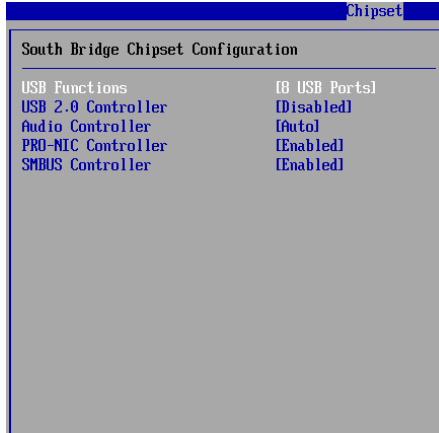 Chipset
South Bridge Chipset Configuration
USB Functions [8 USB Ports]
USB 2.0 Controller [Disabled]
Audio Controller [Auto]
PRO-NIC Controller [Enabled]
SMBUS Controller [Enabled]